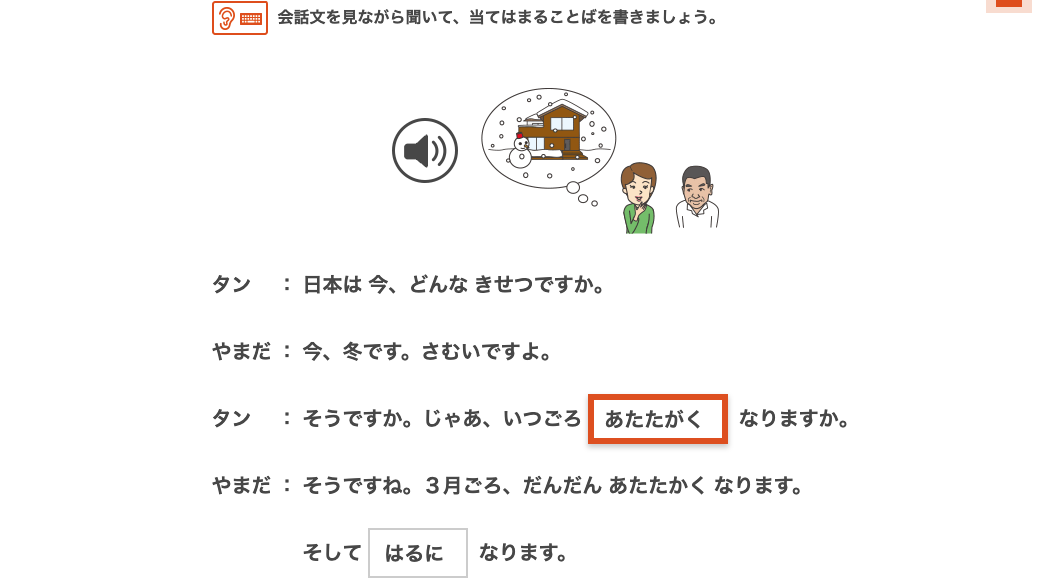 会話文を見ながら聞いて、当てはまることばを書きましょう。
タン ： 日本は 今、どんな きせつですか。
やまだ ： 今、冬です。さむいですよ。
タン ： そうですか。じゃあ、いつごろ あたたがく なりますか。
やまだ ： そうですね。３月ごろ、だんだん あたたかく なります。
そして はるに なります。